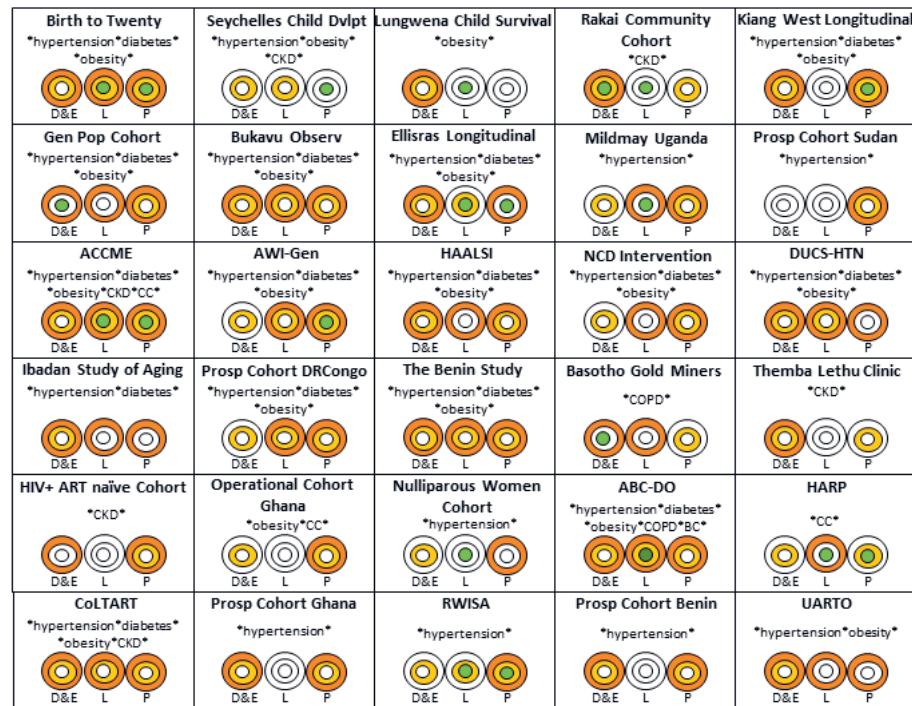 Birth to Twenty
*hypertension*diabetes*
*obesity*
D&E L P
Seychelles Child Dvlpt
*hypertension*obesity*
*CKD*
D&E L P
Lungwena Child Survival
*obesity*
D&E L P
Rakai Community
Cohort
*CKD*
D&E L P
Kiang West Longitudinal
*hypertension*diabetes*
*obesity*
D&E L P
Gen Pop Cohort
*hypertension*diabetes*
*obesity*
D&E L P
Bukavu Observ
*hypertension*diabetes*
*obesity*
D&E L P
Ellisras Longitudinal
*hypertension*diabetes*
*obesity*
D&E L P
Mildmay Uganda
*hypertension*
D&E L P
Prosp Cohort Sudan
*hypertension*
D&E L P
ACCME
*hypertension*diabetes*
*obesity*CKD*CC*
D&E L P
AWI-Gen
*hypertension*diabetes*
*obesity*
D&E L P
HAALSI
*hypertension*diabetes*
*obesity*
D&E L P
NCD Intervention
*hypertension*diabetes*
*obesity*
D&E L P
DUCS-HTN
*hypertension*diabetes*
*obesity*
D&E L P
Ibadan Study of Aging
*hypertension*diabetes*
D&E L P
Prosp Cohort DRCongo
*hypertension*diabetes*
*obesity*
D&E L P
The Benin Study
*hypertension*diabetes*
*obesity*
D&E L P
Basotho Gold Miners
*COPD*
D&E L P
Themba Lethu Clinic
*CKD*
D&E L P
HIV+ ART naïve Cohort
*CKD*
D&E L P
Operational Cohort
Ghana
*obesity*CC*
D&E L P
Nulliparous Women
Cohort
*hypertension*
D&E L P
ABC-DO
*hypertension*diabetes*
*obesity*COPD*BC*
D&E L P
HARP
*CC*
D&E L P
CoLTART
*hypertension*diabetes*
*obesity*CKD*
D&E L P
Prosp Cohort Ghana
*hypertension*
D&E L P
RWISA
*hypertension*
D&E L P
Prosp Cohort Benin
*hypertension*
D&E L P
UARTO
*hypertension*obesity*
D&E L P